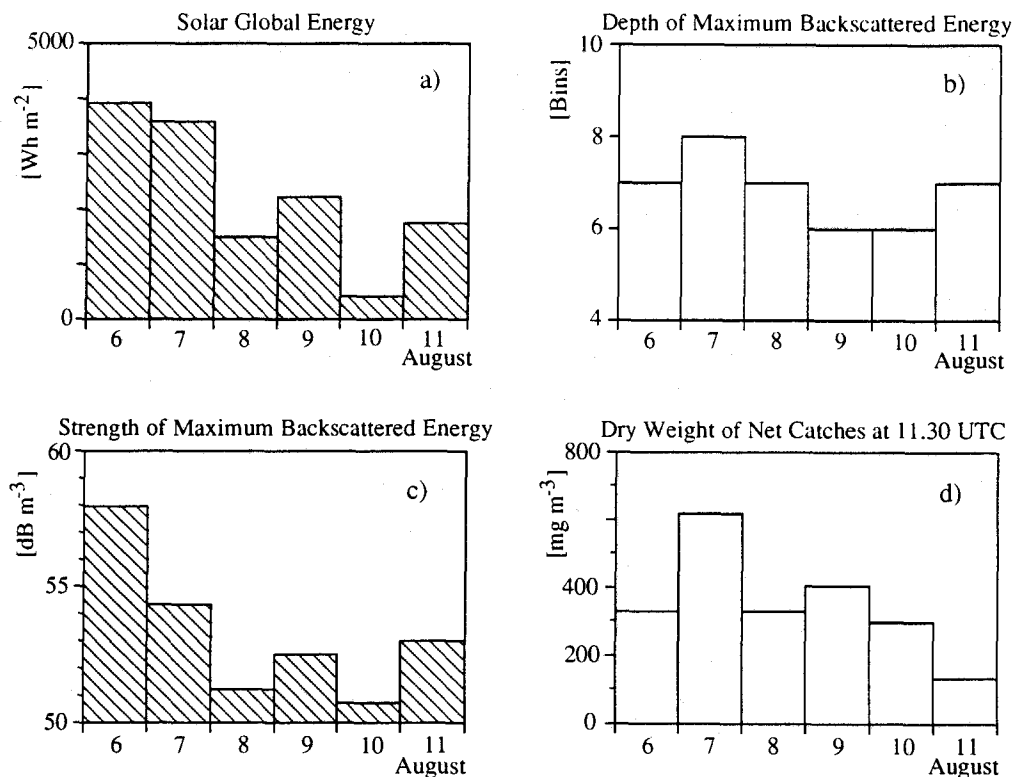 Solar Global Energy
5000
[Wh m-2]
a)
0
6 7 8 9 10 11
August
Depth of Maximum Backscattered Energy
10
[Bins]
b)
8
6
4
6 7 8 9 10 11
August
Strength of Maximum Backscattered Energy
60
[dB m-3]
c)
55
50
6 7 8 9 10 11
August
Dry Weight of Net Catches at 11.30 UTC
800
[mg m-3]
d)
400
200
0
6 7 8 9 10 11
August